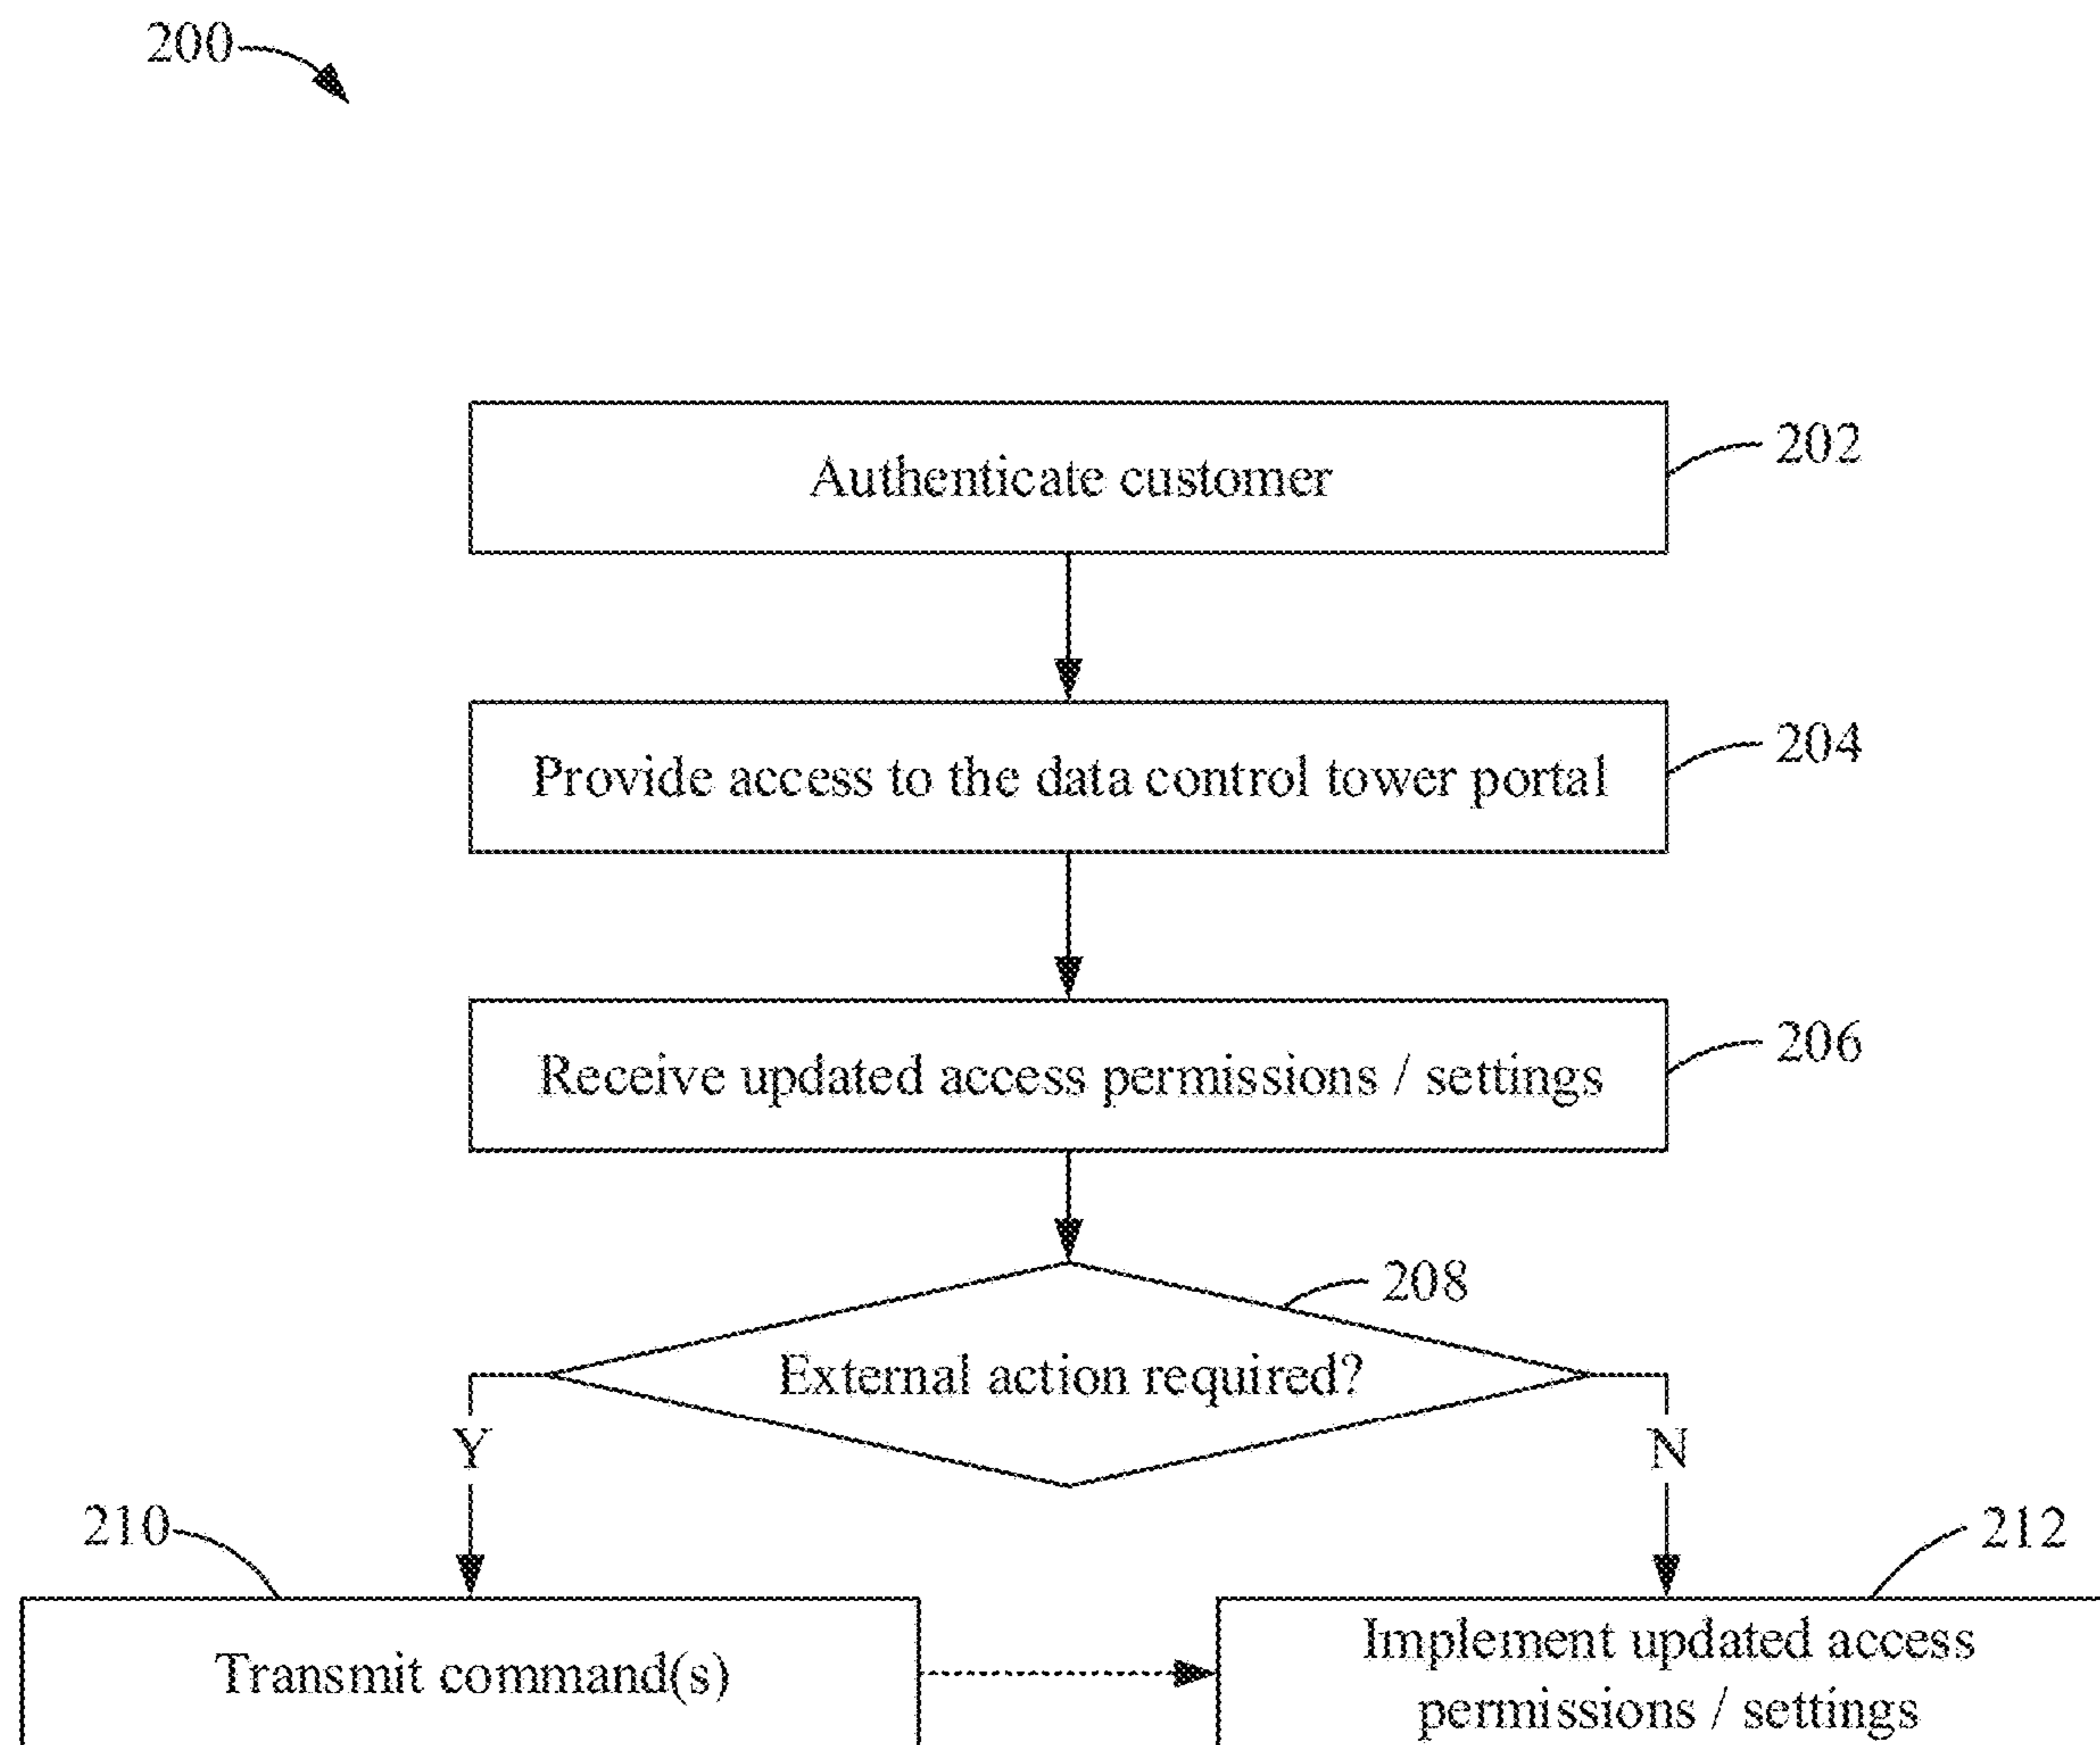 200
Authenticate customer
202
Provide access to the data control tower portal
204
Receive updated access permissions / settings
206
208
External action required?
Y
N
210
212
Transmit command(s)
Implement updated access
permissions / settings